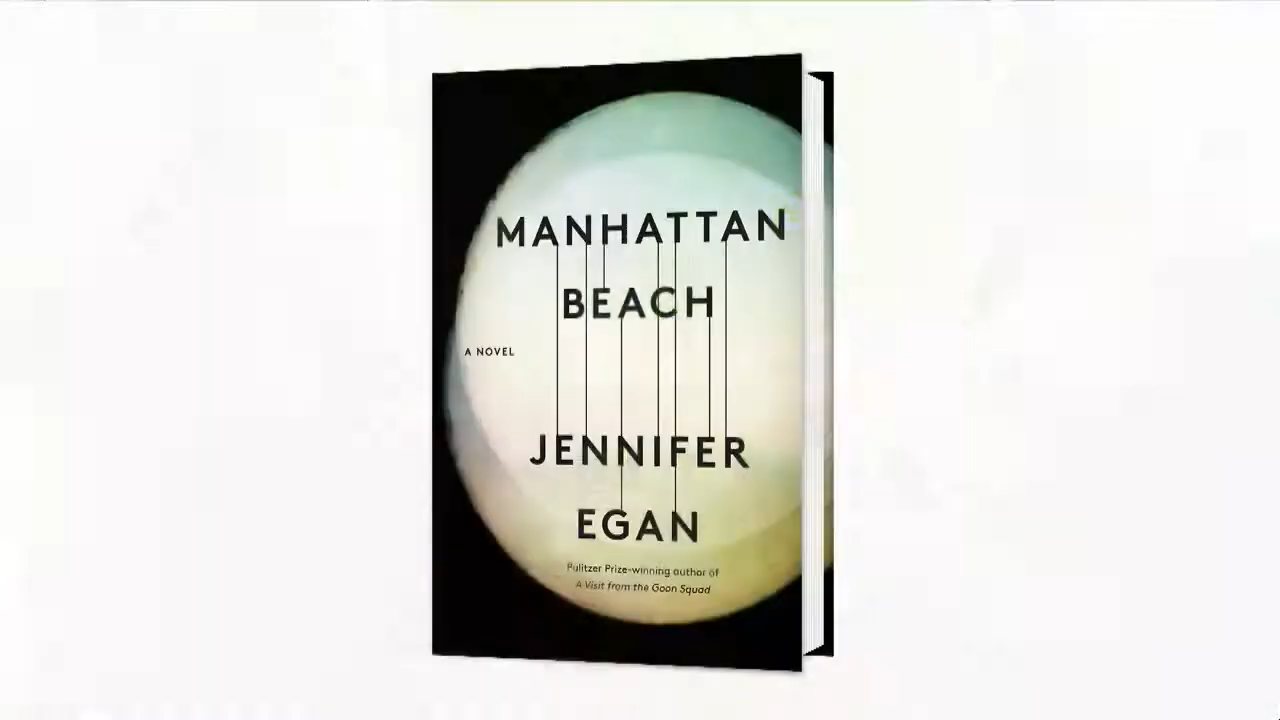 MANHATTAN
BEACH
A NOVEL
JENNIFER
EGAN
Pulitzer Prize-winning author of
A Visit from the Goon Squad